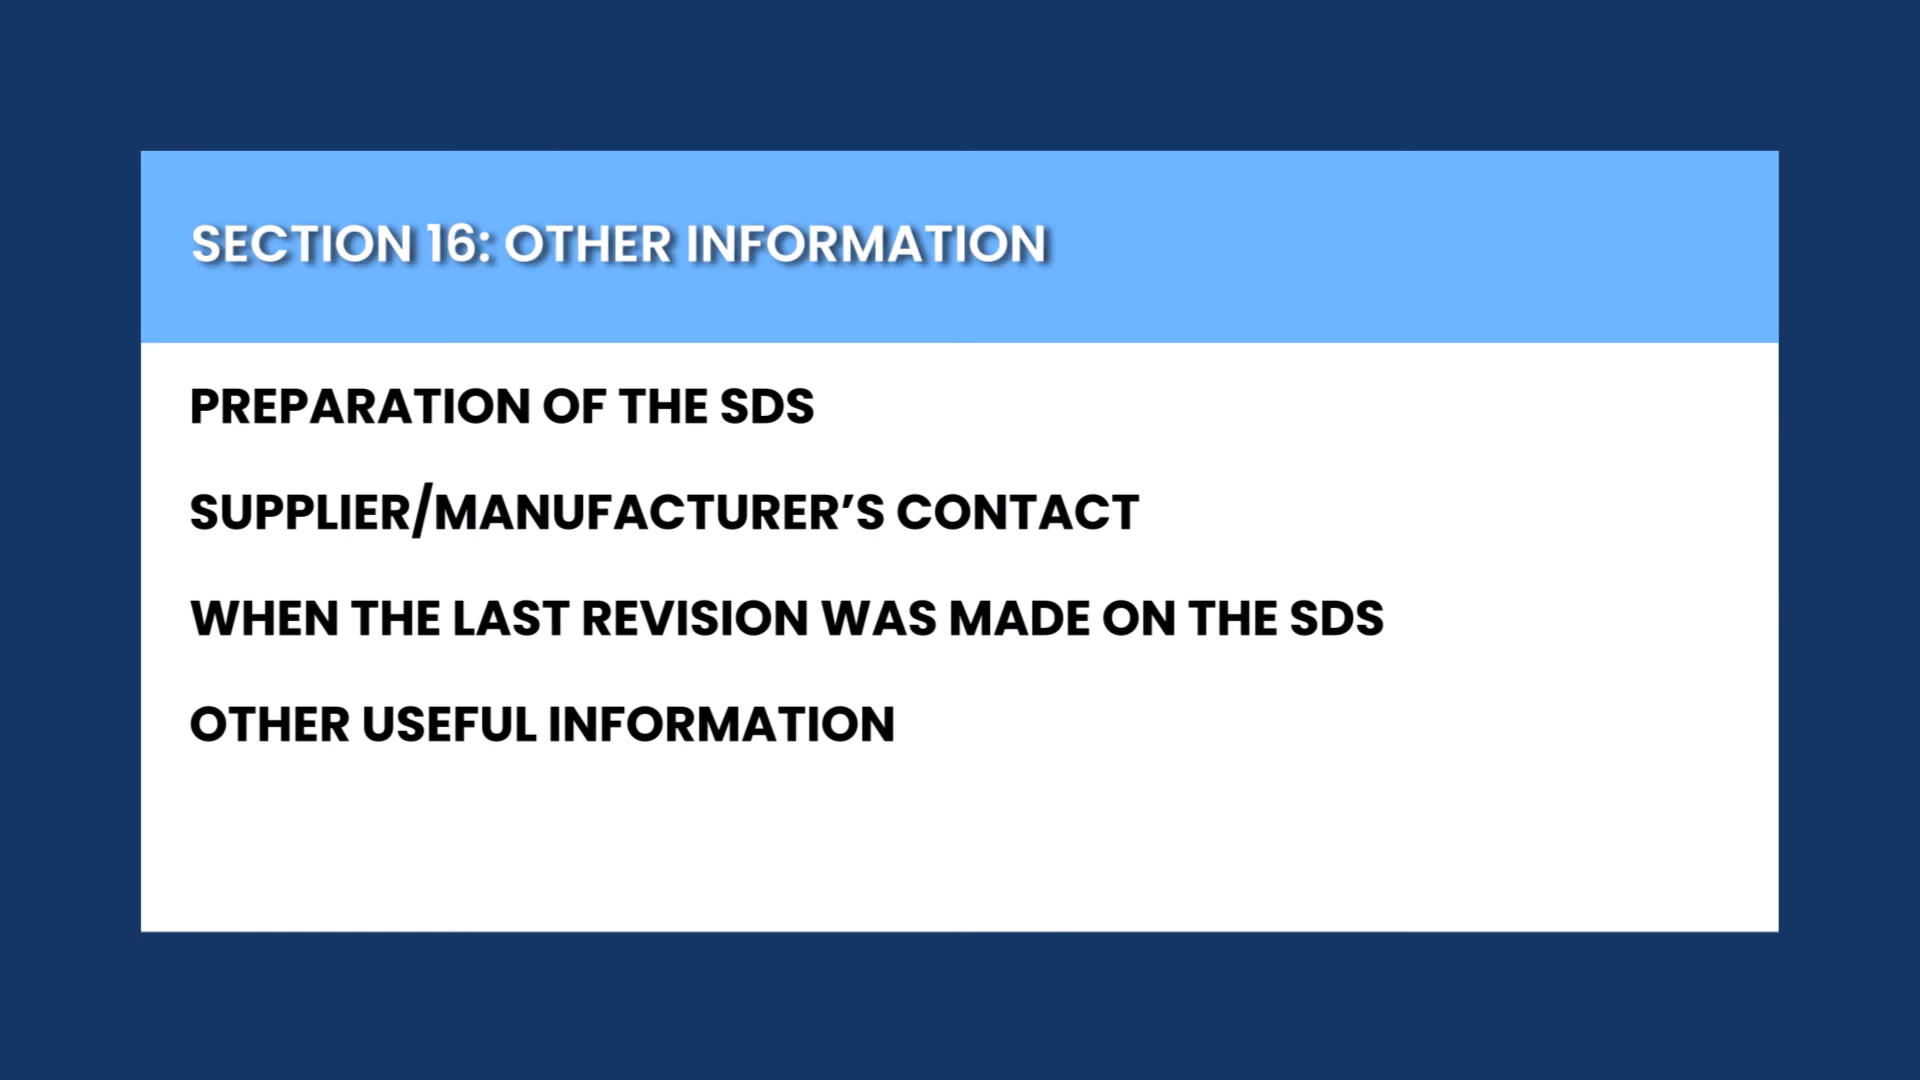 SECTION 16: OTHER INFORMATION
PREPARATION OF THE SDS
SUPPLIER/MANUFACTURER’S CONTACT
WHEN THE LAST REVISION WAS MADE ON THE SDS
OTHER USEFUL INFORMATION